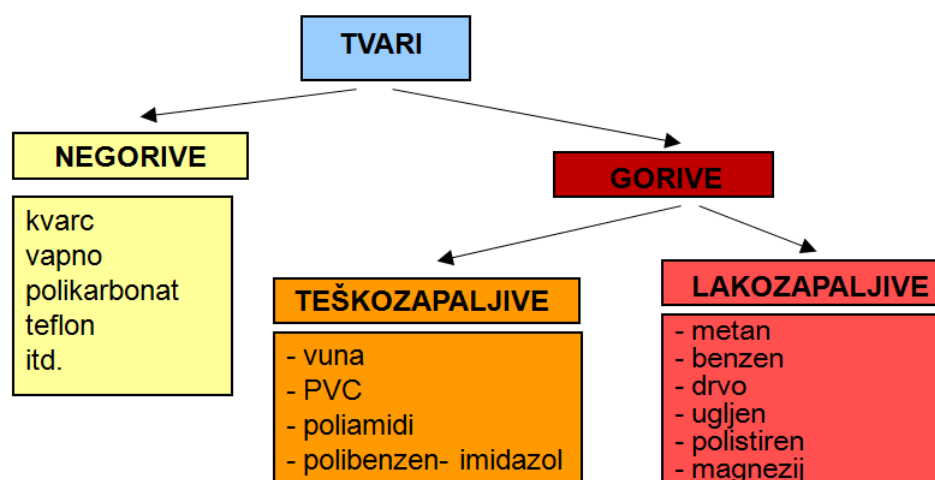 TVARI
NEGORIVE
kvarc
vapno
polikarbonat
teflon
itd.
GORIVE
TEŠKOZAPALJIVE
- vuna
- PVC
- poliamidi
- polibenzen- imidazol
LAKOZAPALJIVE
- metan
- benzen
- drvo
- ugljen
- polistiren
- magnezij